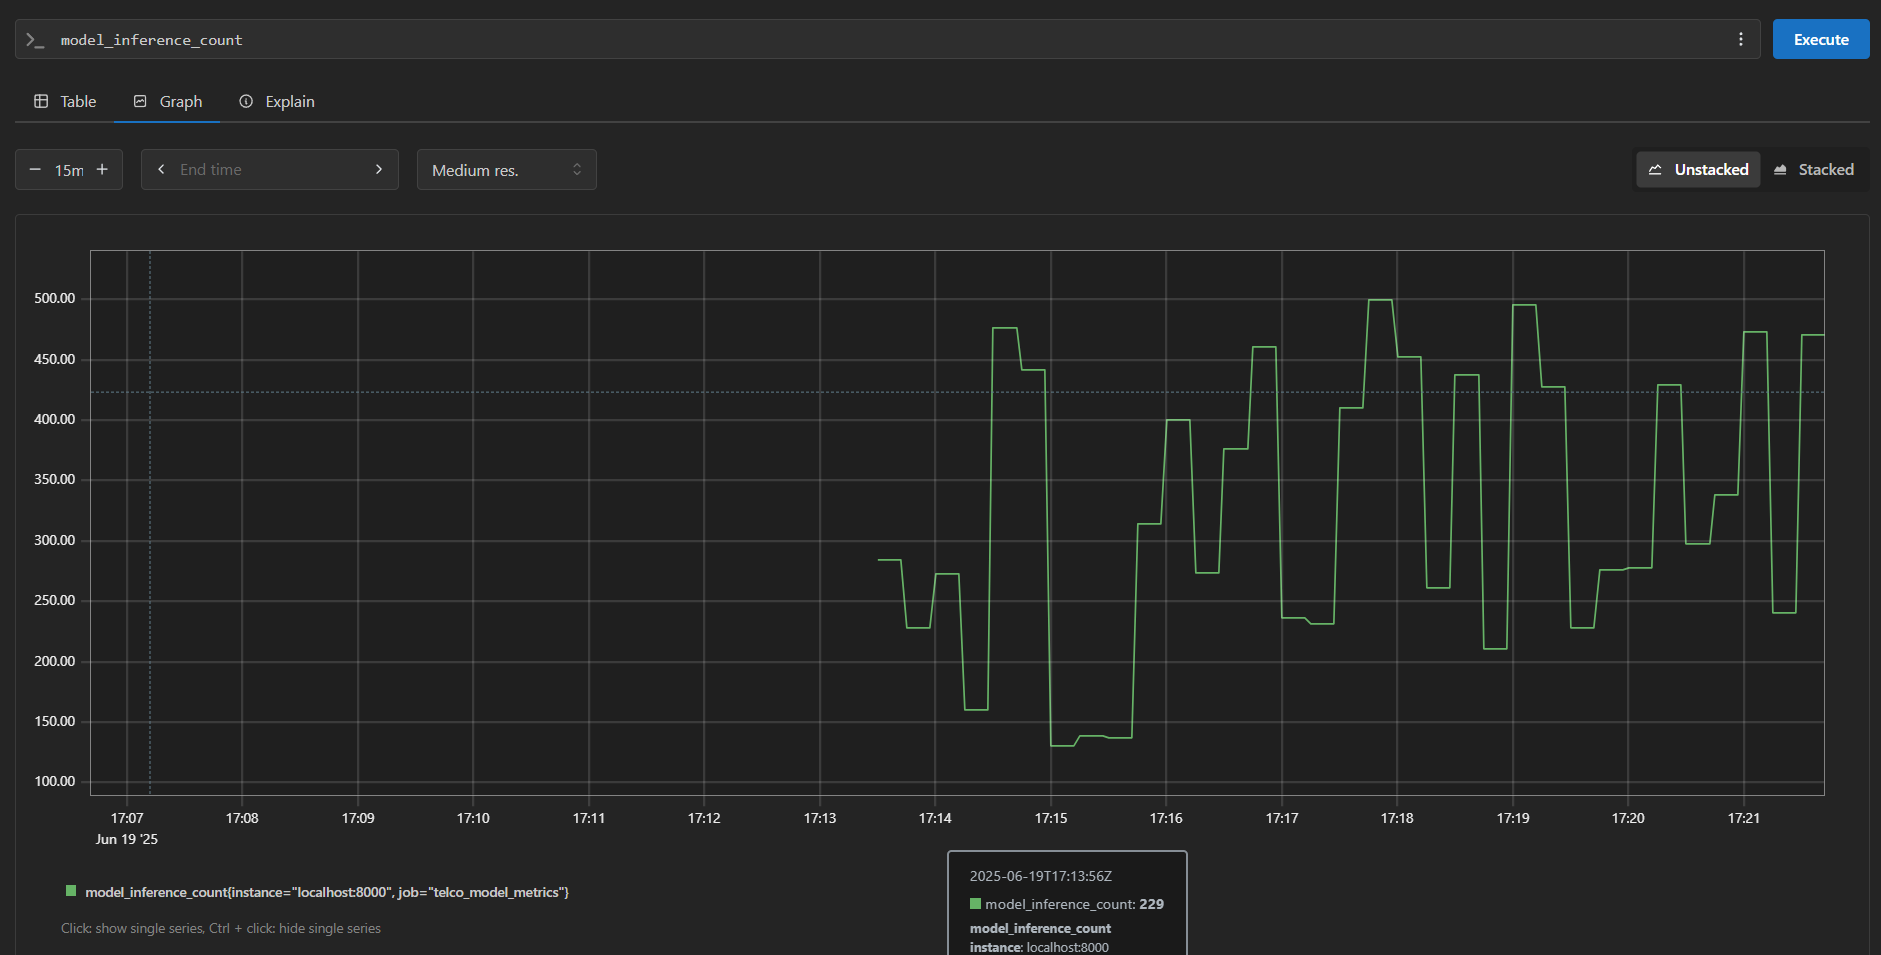 model_inference_count
Execute
Table Graph Explain
15m End time Medium res. Unstacked Stacked
500.00
450.00
400.00
350.00
300.00
250.00
200.00
150.00
100.00
17:07 17:08 17:09 17:10 17:11 17:12 17:13 17:14 17:15 17:16 17:17 17:18 17:19 17:20 17:21
Jun 19 '25
model_inference_count{instance="localhost:8000", job="telco_model_metrics"}
Click: show single series, Ctrl + click: hide single series
2025-06-19T17:13:56Z
model_inference_count: 229
model_inference_count
instance: localhost:8000